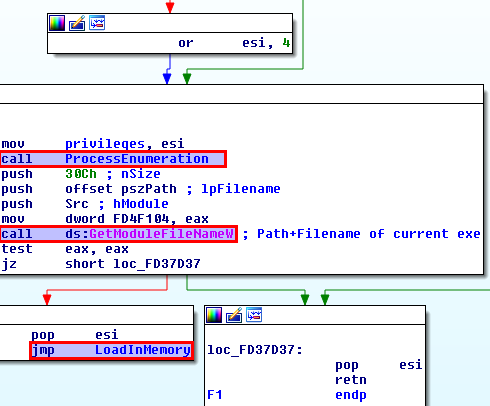 or esi, 4
mov privileges, esi
call ProcessEnumeration
push 30Ch ; nSize
push offset pszPath ; lpFilename
push Src ; hModule
mov dword FD4F104, eax
call ds:GetModuleFileNameW ; Path+Filename of current exe
test eax, eax
jz short loc_FD37D37
pop esi
jmp LoadInMemory
loc_FD37D37:
pop esi
retn
F1 endp